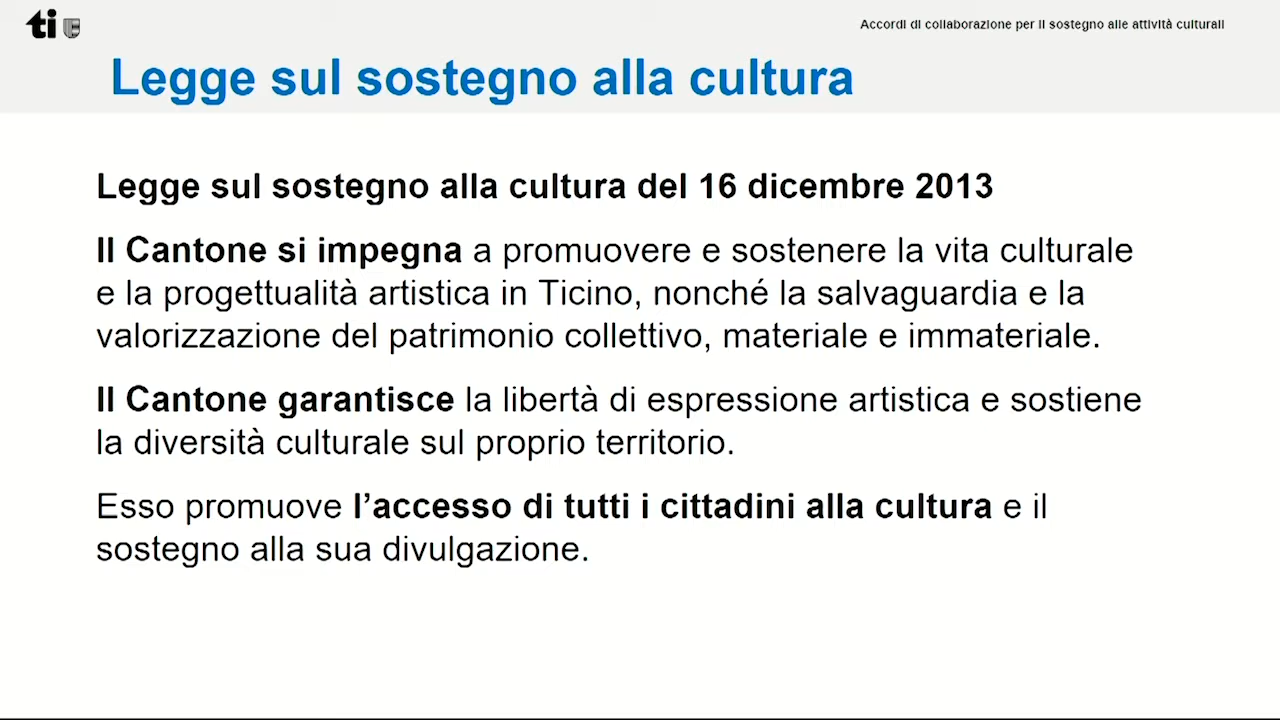 ti
Accordi di collaborazione per il sostegno alle attività culturali
Legge sul sostegno alla cultura
Legge sul sostegno alla cultura del 16 dicembre 2013
Il Cantone si impegna a promuovere e sostenere la vita culturale
e la progettualità artistica in Ticino, nonché la salvaguardia e la
valorizzazione del patrimonio collettivo, materiale e immateriale.
Il Cantone garantisce la libertà di espressione artistica e sostiene
la diversità culturale sul proprio territorio.
Esso promuove l’accesso di tutti i cittadini alla cultura e il
sostegno alla sua divulgazione.